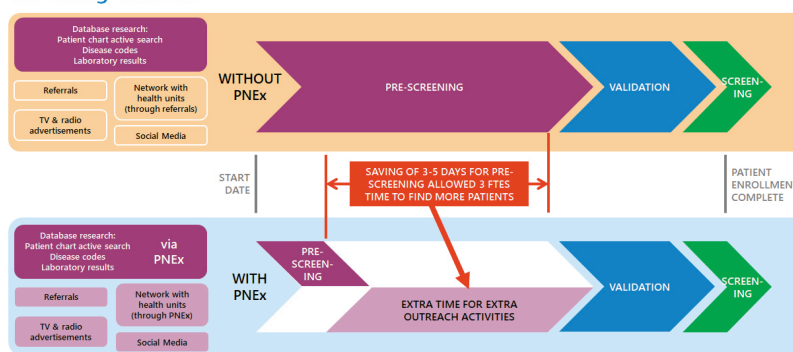 Database research:
Patient chart active search
Disease codes
Laboratory results
Referrals
Network with
health units
(through referrals)
TV & radio
advertisements
Social Media
WITHOUT
PNEx
PRE-SCREENING
VALIDATION
SCREEN-
ING
START
DATE
SAVING OF 3-5 DAYS FOR PRE-
SCREENING ALLOWED 3 FTES
TIME TO FIND MORE PATIENTS
PATIENT
ENROLLMENT
COMPLETE
Database research:
Patient chart active search
Disease codes
Laboratory results
via
PNEx
Referrals
Network with
health units
(through PNEx)
TV & radio
advertisements
Social Media
WITH
PNEx
PRE-
SCREEN-
ING
EXTRA TIME FOR EXTRA
OUTREACH ACTIVITIES
VALIDATION
SCREEN-
ING